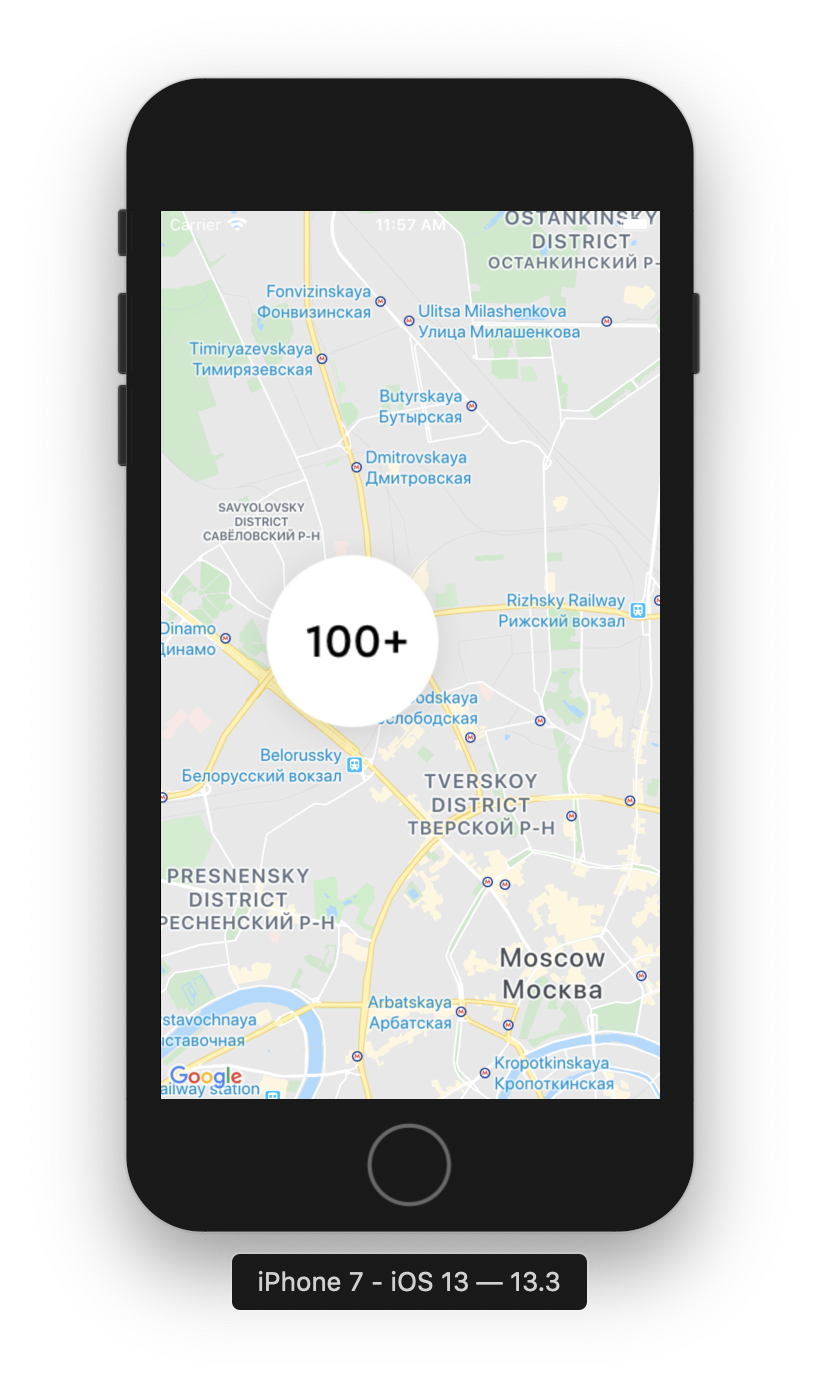 Carrier
11:57 AM
OSTANKINSKY
DISTRICT
ОСТАНКИНСКИЙ Р-
Fonvizinskaya
Фонвизинская
Ulitsa Milashenkova
Улица Милашенкова
Timiryazevskaya
Тимирязевская
Butyrskaya
Бутырская
Dmitrovskaya
Дмитровская
SAVYOLOVSKY
DISTRICT
САВЁЛОВСКИЙ Р-Н
Rizhsky Railway
Рижский вокзал
Dinamo
Динамо
100+
odskaya
слободская
Belorussky
Белорусский вокзал
TVERSKOY
DISTRICT
ТВЕРСКОЙ Р-Н
PRESNENSKY
DISTRICT
РЕСНЕНСКИЙ Р-Н
Moscow
Москва
Arbatskaya
Арбатская
stavochnaya
ставочная
Kropotkinskaya
Кропоткинская
Google
ailway station
iPhone 7 - iOS 13 — 13.3